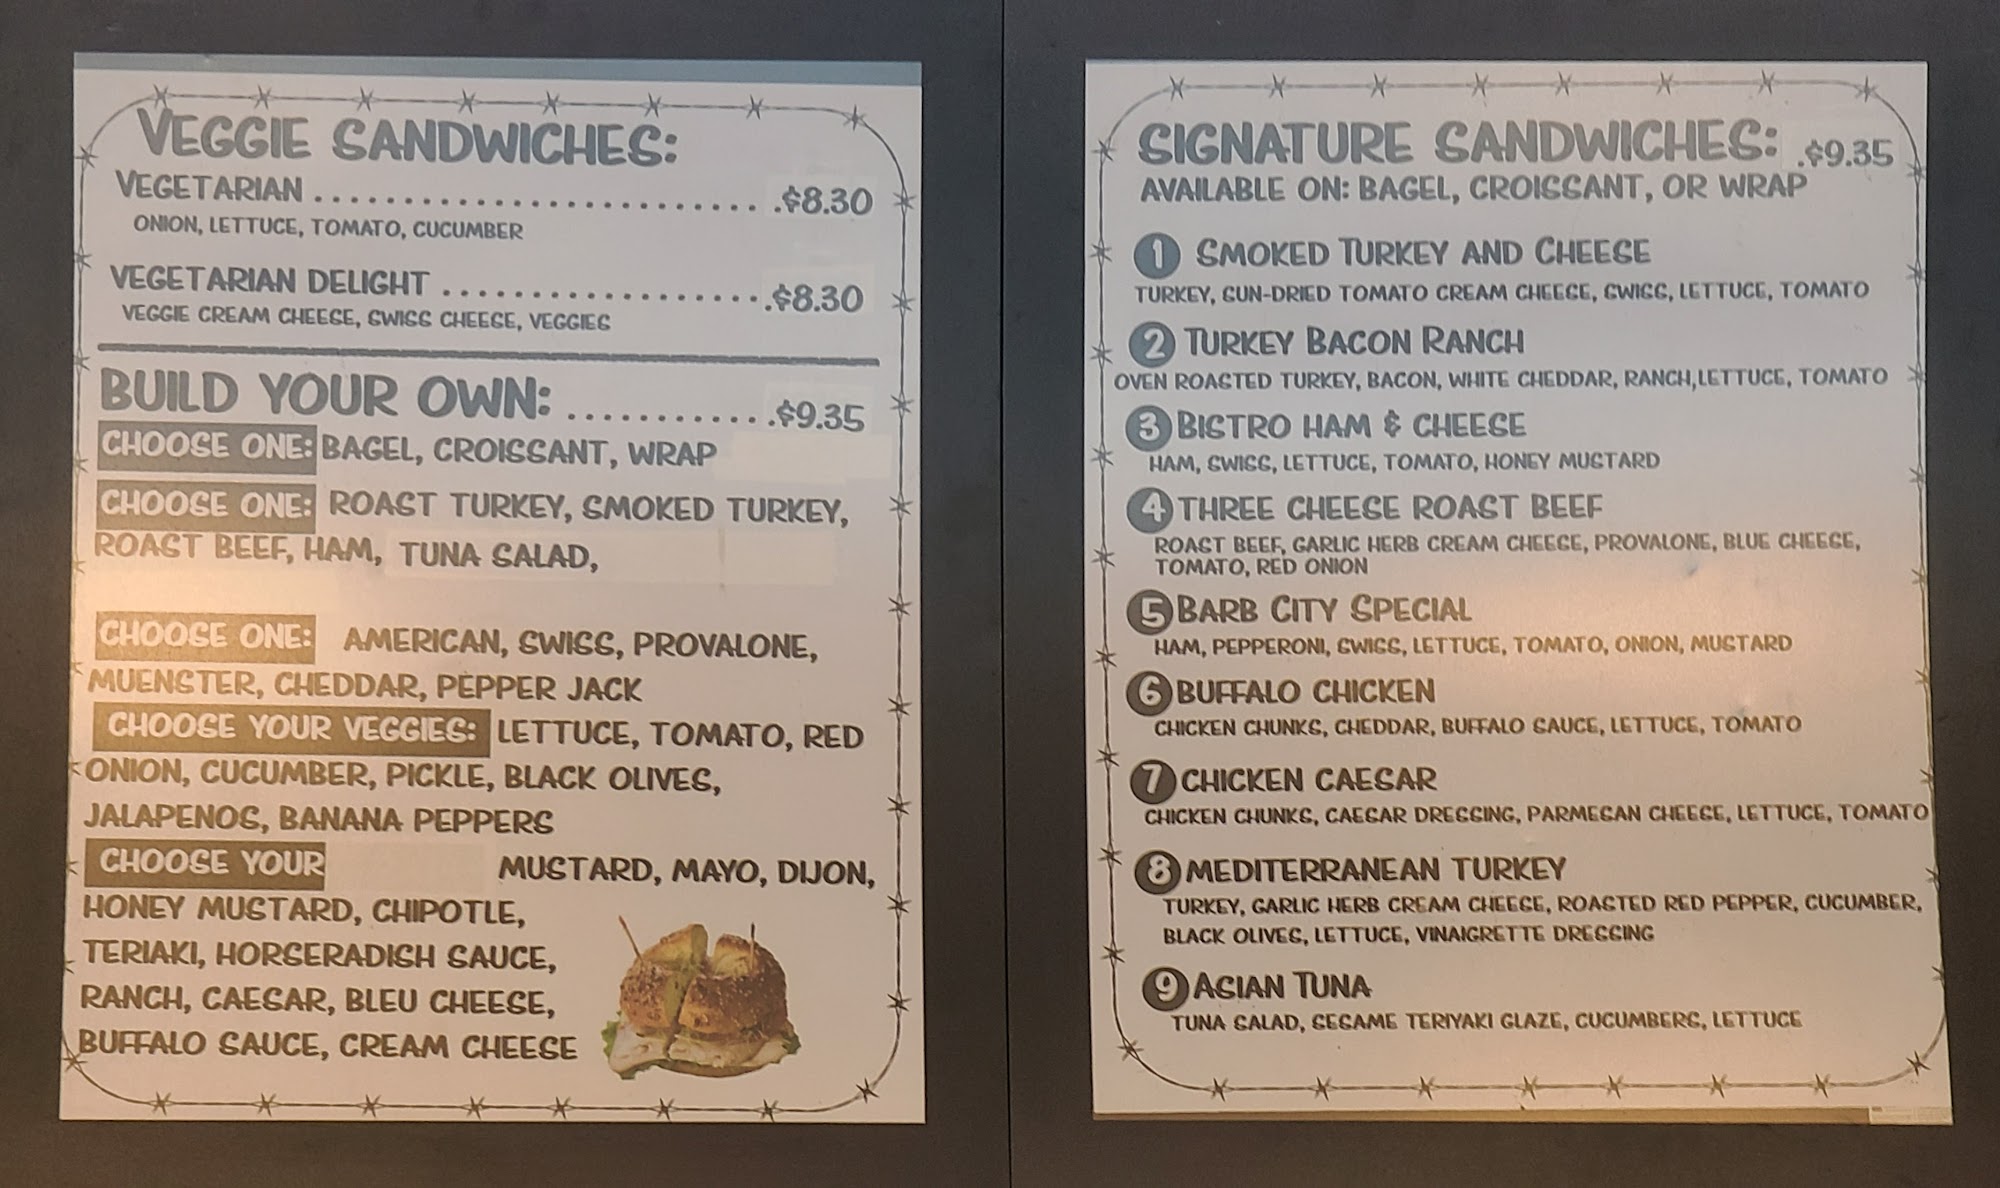 VEGGIE SANDWICHES:
VEGETARIAN ..............................$8.30
ONION, LETTUCE, TOMATO, CUCUMBER
VEGETARIAN DELIGHT .....................$8.30
VEGGIE CREAM CHEESE, SWISS CHEESE, VEGGIES
BUILD YOUR OWN: .............$9.35
CHOOSE ONE: BAGEL, CROISSANT, WRAP
CHOOSE ONE: ROAST TURKEY, SMOKED TURKEY,
ROAST BEEF, HAM, TUNA SALAD,
CHOOSE ONE: AMERICAN, SWISS, PROVALONE,
MUENSTER, CHEDDAR, PEPPER JACK
CHOOSE YOUR VEGGIES: LETTUCE, TOMATO, RED
ONION, CUCUMBER, PICKLE, BLACK OLIVES,
JALAPENOS, BANANA PEPPERS
CHOOSE YOUR MUSTARD, MAYO, DIJON,
HONEY MUSTARD, CHIPOTLE,
TERIAKI, HORSERADISH SAUCE,
RANCH, CAESAR, BLEU CHEESE,
BUFFALO SAUCE, CREAM CHEESE
SIGNATURE SANDWICHES: .$9.35
AVAILABLE ON: BAGEL, CROISSANT, OR WRAP
1 SMOKED TURKEY AND CHEESE
TURKEY, SUN-DRIED TOMATO CREAM CHEESE, SWISS, LETTUCE, TOMATO
2 TURKEY BACON RANCH
OVEN ROASTED TURKEY, BACON, WHITE CHEDDAR, RANCH,LETTUCE, TOMATO
3 BISTRO HAM & CHEESE
HAM, SWISS, LETTUCE, TOMATO, HONEY MUSTARD
4 THREE CHEESE ROAST BEEF
ROAST BEEF, GARLIC HERB CREAM CHEESE, PROVALONE, BLUE CHEESE,
TOMATO, RED ONION
5 BARB CITY SPECIAL
HAM, PEPPERONI, SWISS, LETTUCE, TOMATO, ONION, MUSTARD
6 BUFFALO CHICKEN
CHICKEN CHUNKS, CHEDDAR, BUFFALO SAUCE, LETTUCE, TOMATO
7 CHICKEN CAESAR
CHICKEN CHUNKS, CAESAR DRESSING, PARMESAN CHEESE, LETTUCE, TOMATO
8 MEDITERRANEAN TURKEY
TURKEY, GARLIC HERB CREAM CHEESE, ROASTED RED PEPPER, CUCUMBER,
BLACK OLIVES, LETTUCE, VINAIGRETTE DRESSING
9 ASIAN TUNA
TUNA SALAD, SESAME TERIYAKI GLAZE, CUCUMBERS, LETTUCE